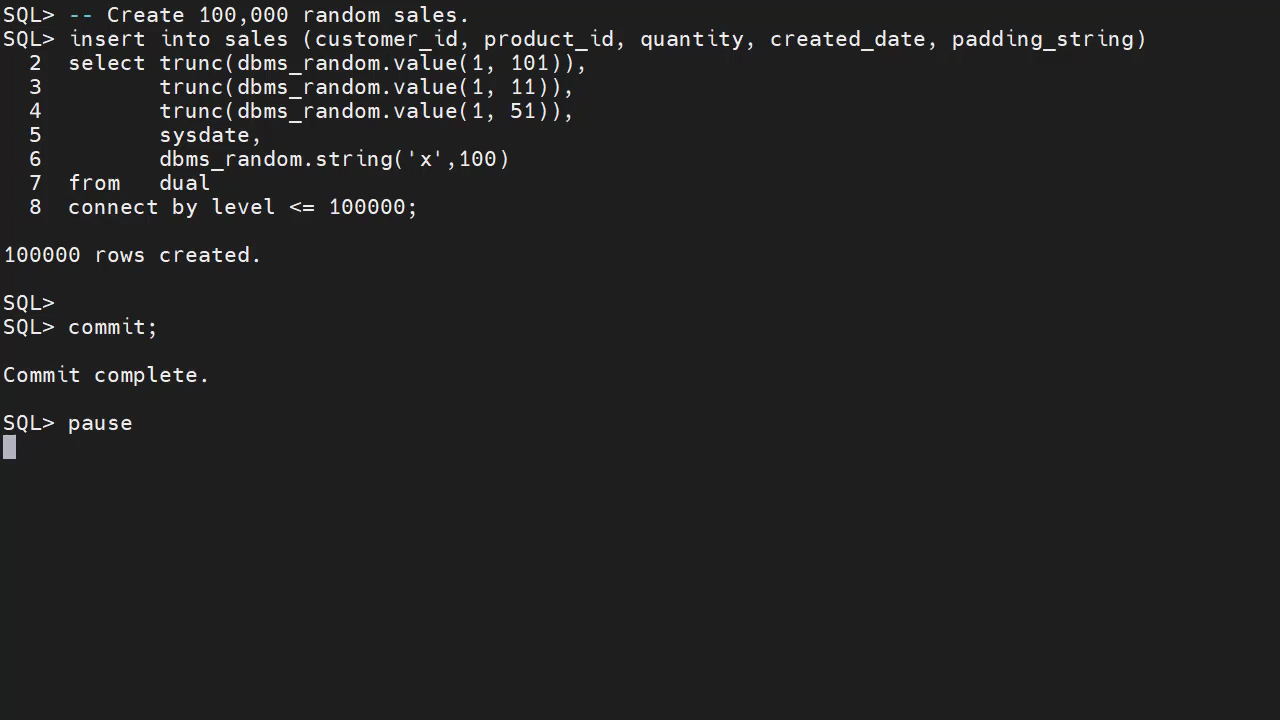 SQL> -- Create 100,000 random sales.
SQL> insert into sales (customer_id, product_id, quantity, created_date, padding_string)
  2  select trunc(dbms_random.value(1, 101)),
  3         trunc(dbms_random.value(1, 11)),
  4         trunc(dbms_random.value(1, 51)),
  5         sysdate,
  6         dbms_random.string('x',100)
  7  from   dual
  8  connect by level <= 100000;
100000 rows created.
SQL>
SQL> commit;
Commit complete.
SQL> pause